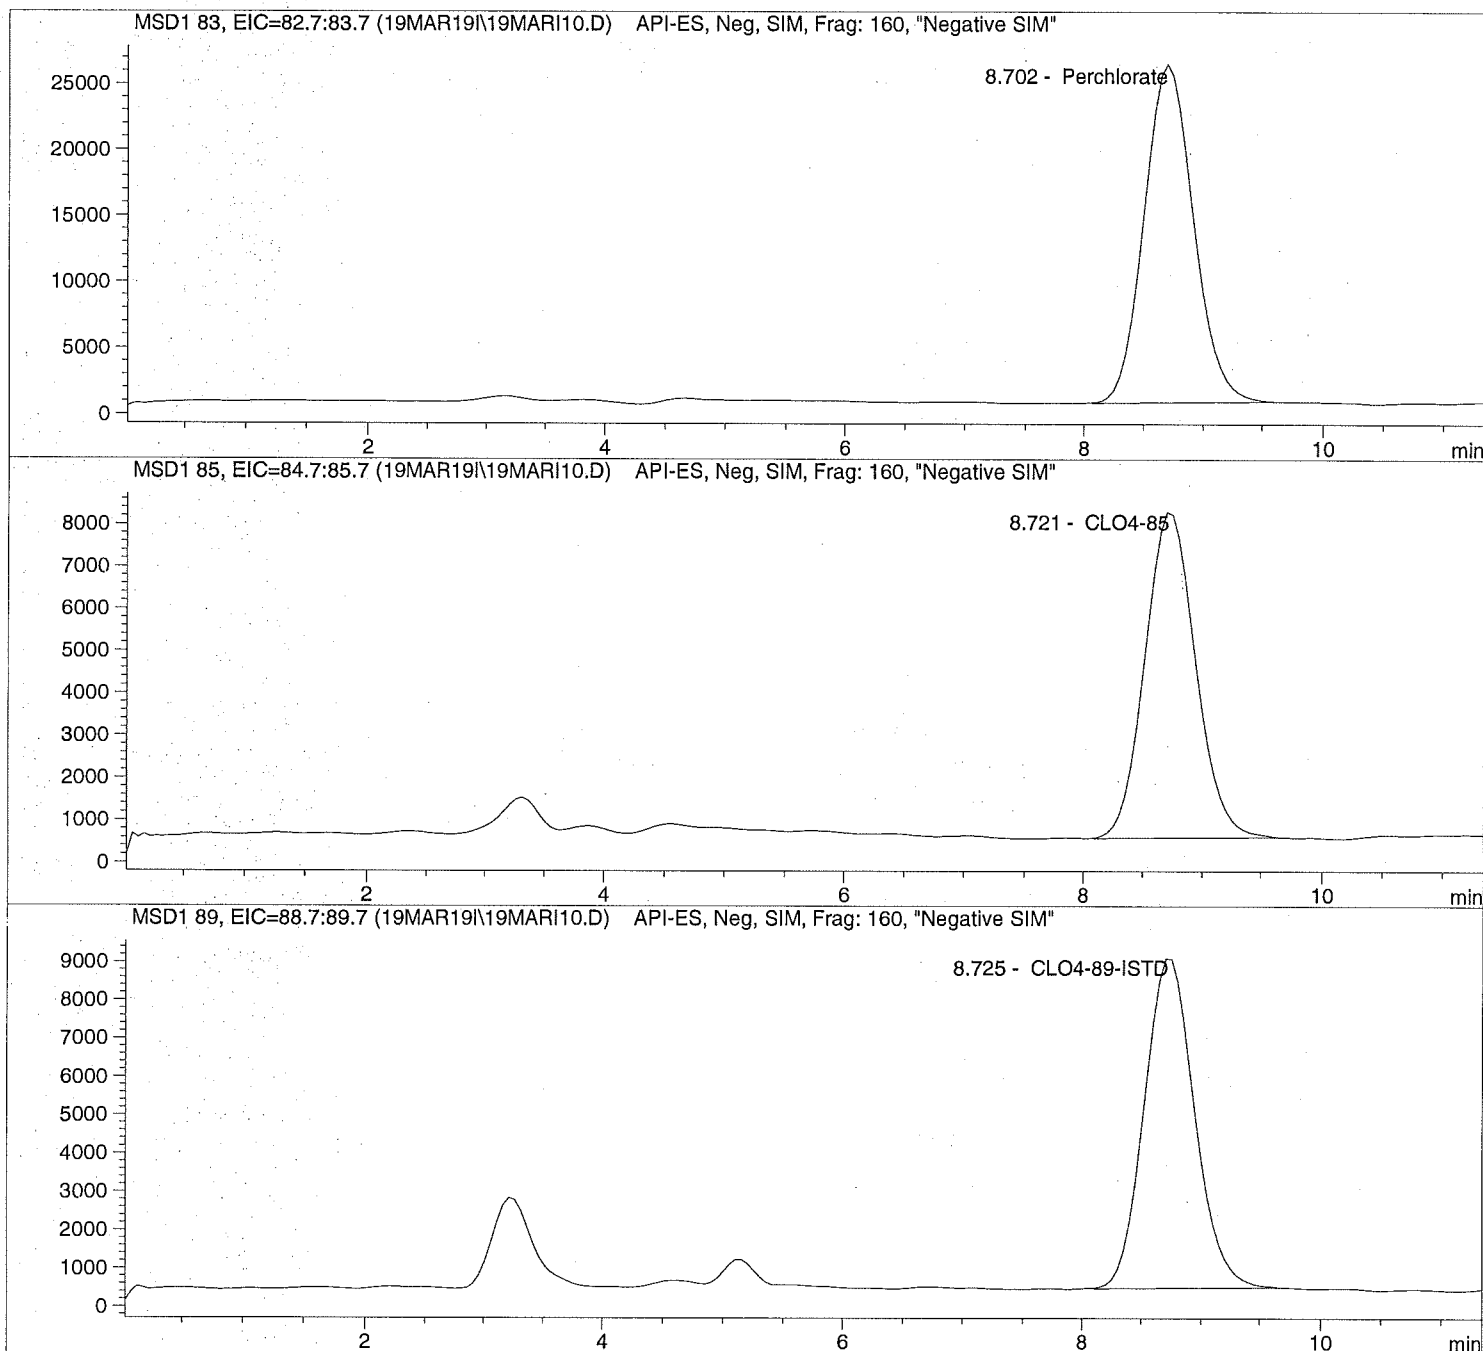 MSD1 83, EIC=82.7:83.7 (19MAR19I\19MARI10.D) API-ES, Neg, SIM, Frag: 160, "Negative SIM"
8.702 - Perchlorate
25000
20000
15000
10000
5000
0
2 4 6 8 10 min
MSD1 85, EIC=84.7:85.7 (19MAR19I\19MARI10.D) API-ES, Neg, SIM, Frag: 160, "Negative SIM"
8.721 - CLO4-85
8000
7000
6000
5000
4000
3000
2000
1000
0
2 4 6 8 10 min
MSD1 89, EIC=88.7:89.7 (19MAR19I\19MARI10.D) API-ES, Neg, SIM, Frag: 160, "Negative SIM"
8.725 - CLO4-89-ISTD
9000
8000
7000
6000
5000
4000
3000
2000
1000
0
2 4 6 8 10 min